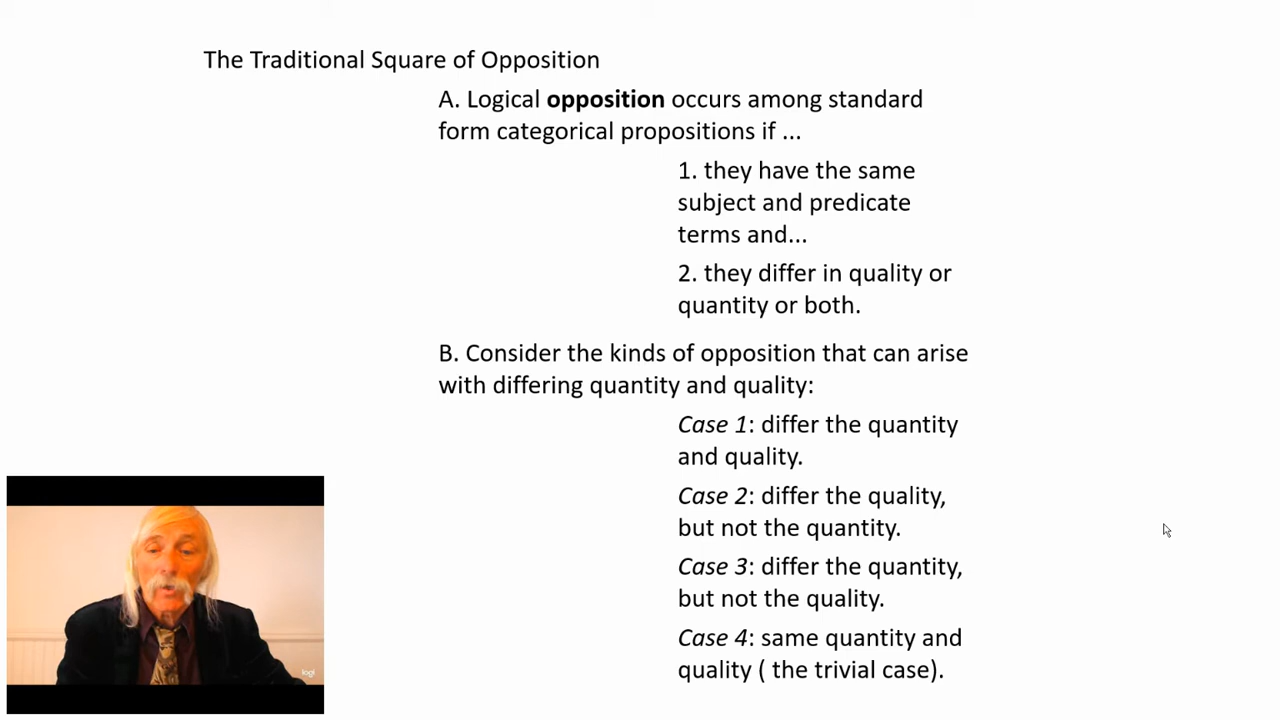 The Traditional Square of Opposition
A. Logical opposition occurs among standard
form categorical propositions if ...
1. they have the same
subject and predicate
terms and...
2. they differ in quality or
quantity or both.
B. Consider the kinds of opposition that can arise
with differing quantity and quality:
Case 1: differ the quantity
and quality.
Case 2: differ the quality,
but not the quantity.
Case 3: differ the quantity,
but not the quality.
Case 4: same quantity and
quality ( the trivial case).
logi